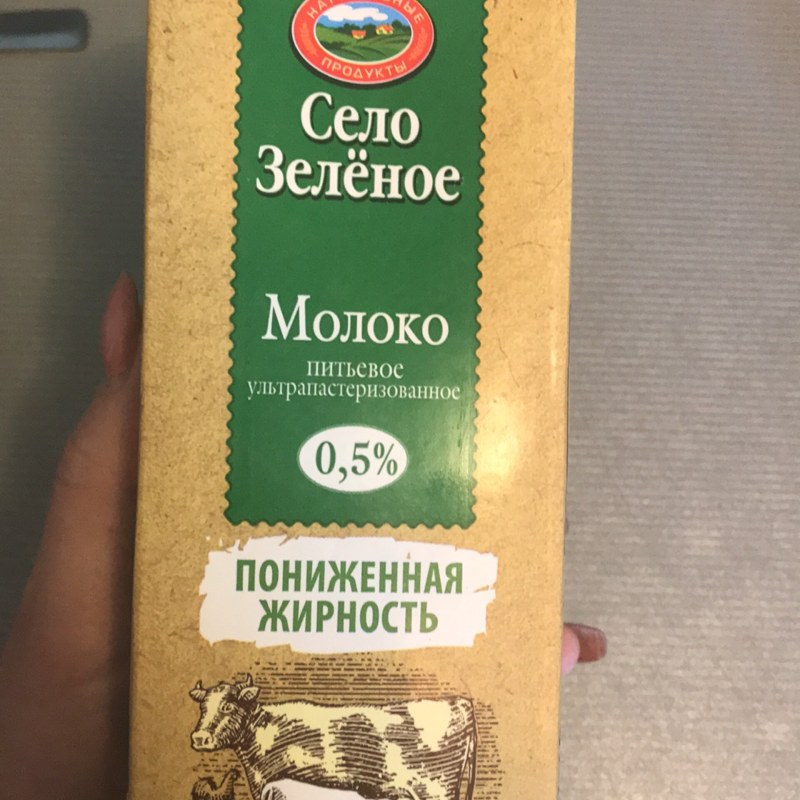 ПРОДУКТЫ
Село
Зелёное
Молоко
питьевое
ультрапастеризованное
0,5%
ПОНИЖЕННАЯ
ЖИРНОСТЬ